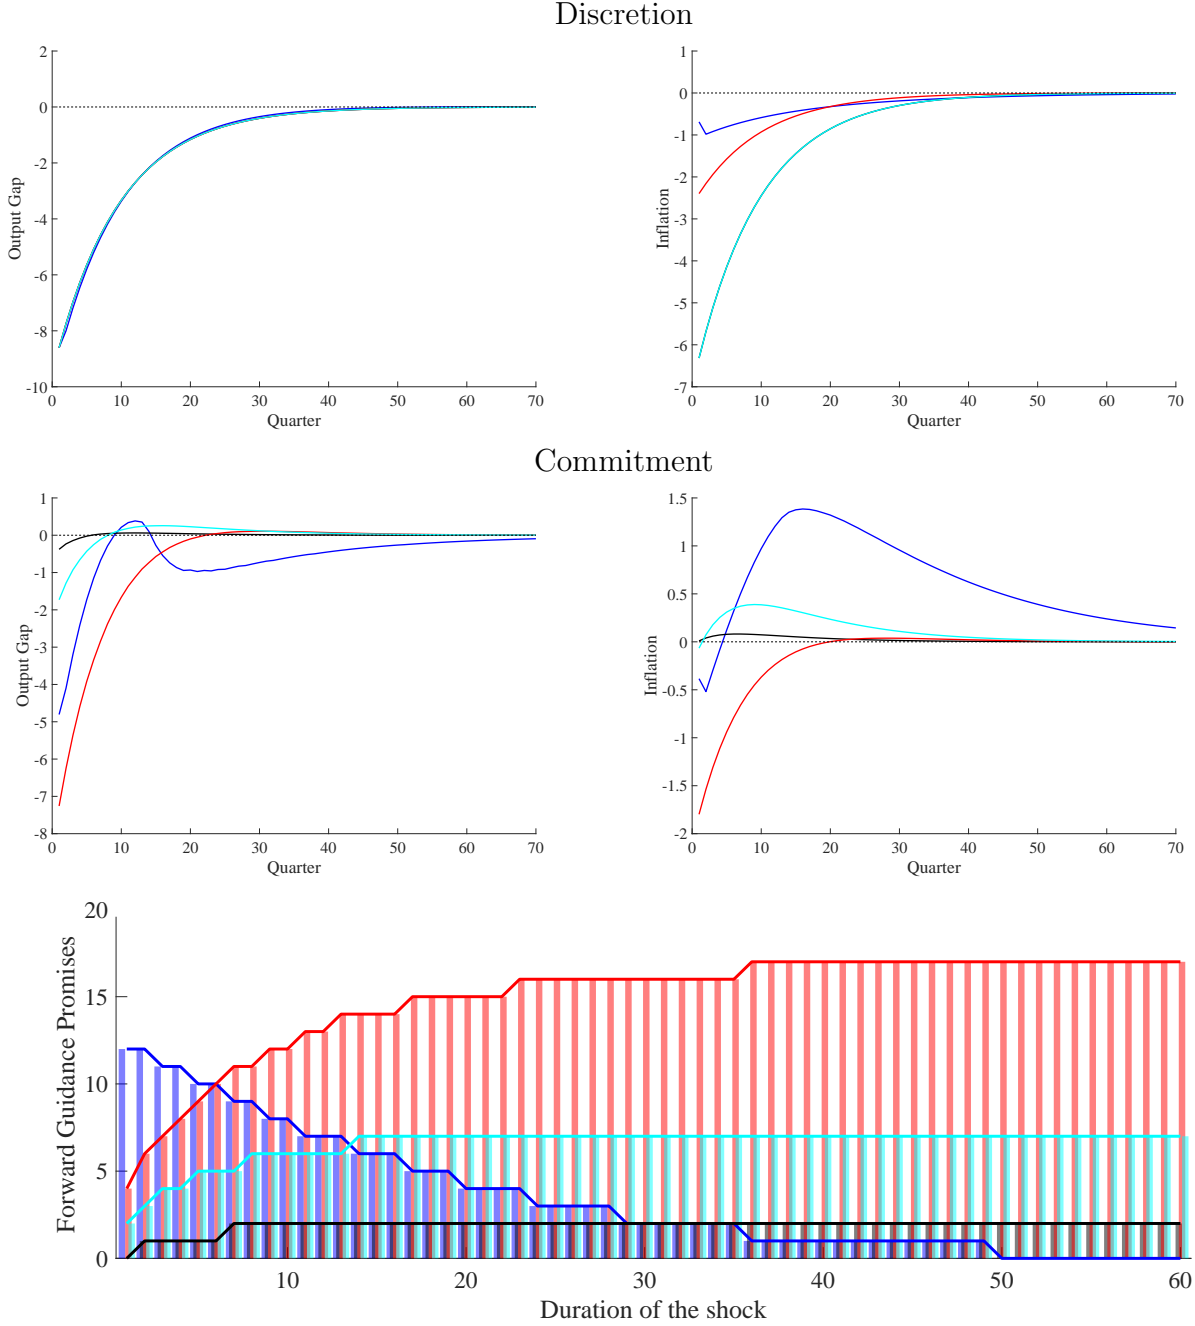 Discretion
2
0
-2
-4
-6
-8
-10
Output Gap
0 10 20 30 40 50 60 70
Quarter
1
0
-1
-2
-3
-4
-5
-6
-7
Inflation
0 10 20 30 40 50 60 70
Quarter
Commitment
1
0
-1
-2
-3
-4
-5
-6
-7
-8
Output Gap
0 10 20 30 40 50 60 70
Quarter
1.5
1
0.5
0
-0.5
-1
-1.5
-2
Inflation
0 10 20 30 40 50 60 70
Quarter
20
15
10
5
0
Forward Guidance Promises
10 20 30 40 50 60
Duration of the shock